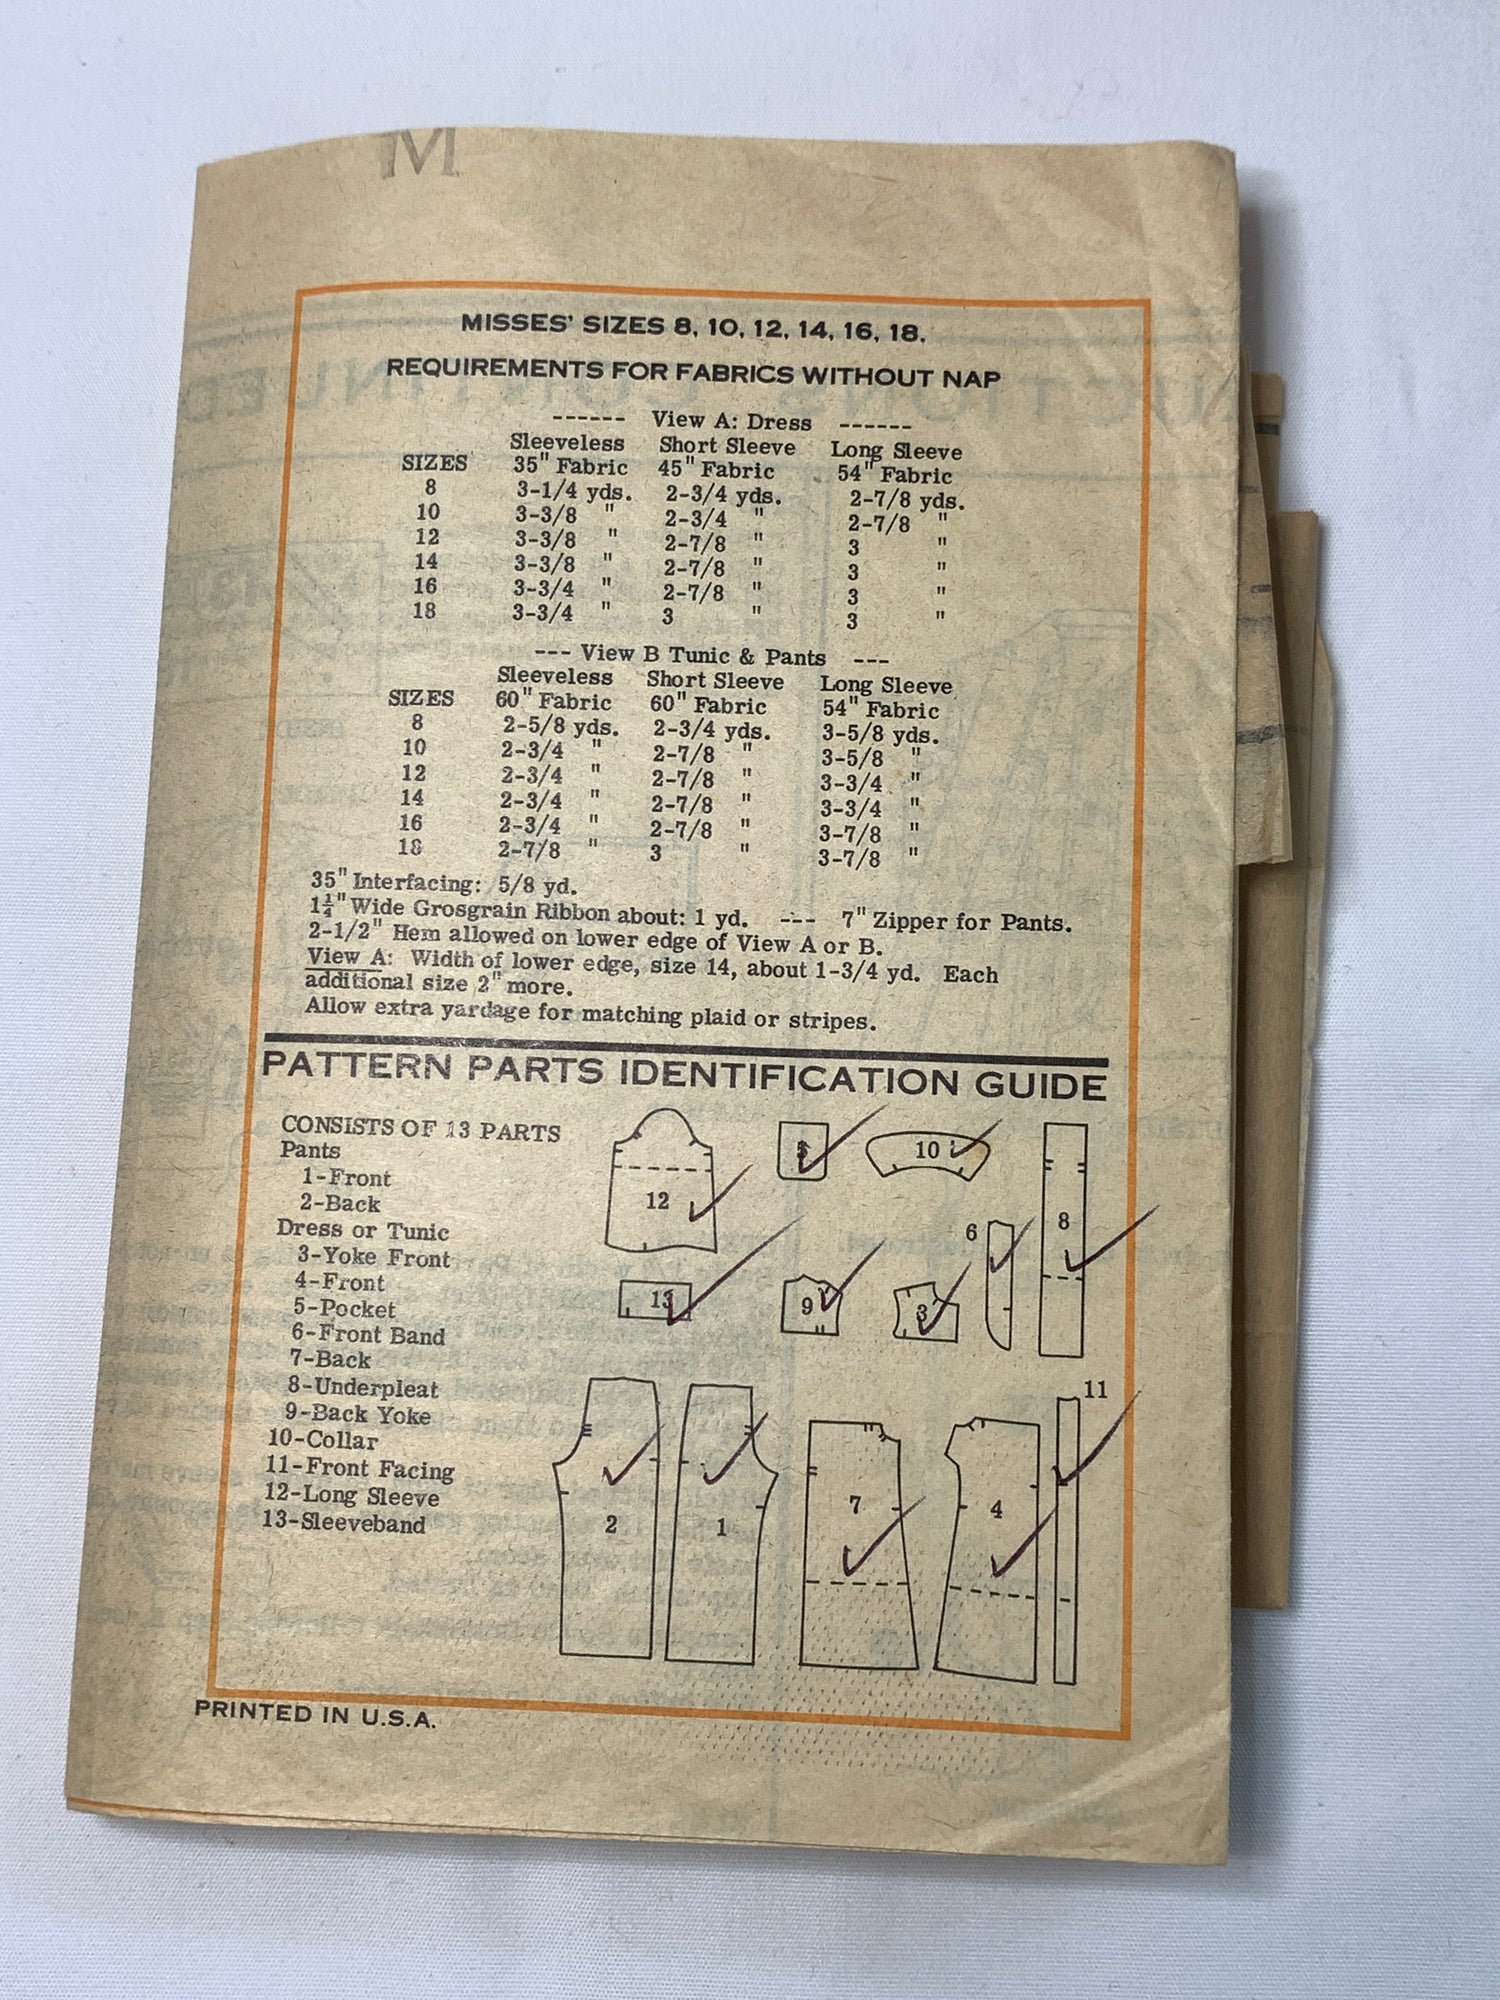 M
MISSES' SIZES 8, 10, 12, 14, 16, 18.
REQUIREMENTS FOR FABRICS WITHOUT NAP
------ View A: Dress ------
Sleeveless Short Sleeve Long Sleeve
SIZES 35" Fabric 45" Fabric 54" Fabric
8 3-1/4 yds. 2-3/4 yds. 2-7/8 yds.
10 3-3/8 " 2-3/4 " 2-7/8 "
12 3-3/8 " 2-7/8 " 3 "
14 3-3/8 " 2-7/8 " 3 "
16 3-3/4 " 2-7/8 " 3 "
18 3-3/4 " 3 " 3 "
--- View B Tunic & Pants ---
Sleeveless Short Sleeve Long Sleeve
SIZES 60" Fabric 60" Fabric 54" Fabric
8 2-5/8 yds. 2-3/4 yds. 3-5/8 yds.
10 2-3/4 " 2-7/8 " 3-5/8 "
12 2-3/4 " 2-7/8 " 3-3/4 "
14 2-3/4 " 2-7/8 " 3-3/4 "
16 2-3/4 " 2-7/8 " 3-7/8 "
18 2-7/8 " 3 " 3-7/8 "
35" Interfacing: 5/8 yd.
1¼" Wide Grosgrain Ribbon about: 1 yd. --- 7" Zipper for Pants.
2-1/2" Hem allowed on lower edge of View A or B.
View A: Width of lower edge, size 14, about 1-3/4 yd. Each
additional size 2" more.
Allow extra yardage for matching plaid or stripes.
PATTERN PARTS IDENTIFICATION GUIDE
CONSISTS OF 13 PARTS
Pants
1-Front
2-Back
Dress or Tunic
3-Yoke Front
4-Front
5-Pocket
6-Front Band
7-Back
8-Underpleat
9-Back Yoke
10-Collar
11-Front Facing
12-Long Sleeve
13-Sleeveband
12
5
10
8
6
13
9
3
11
2
1
7
4
PRINTED IN U.S.A.